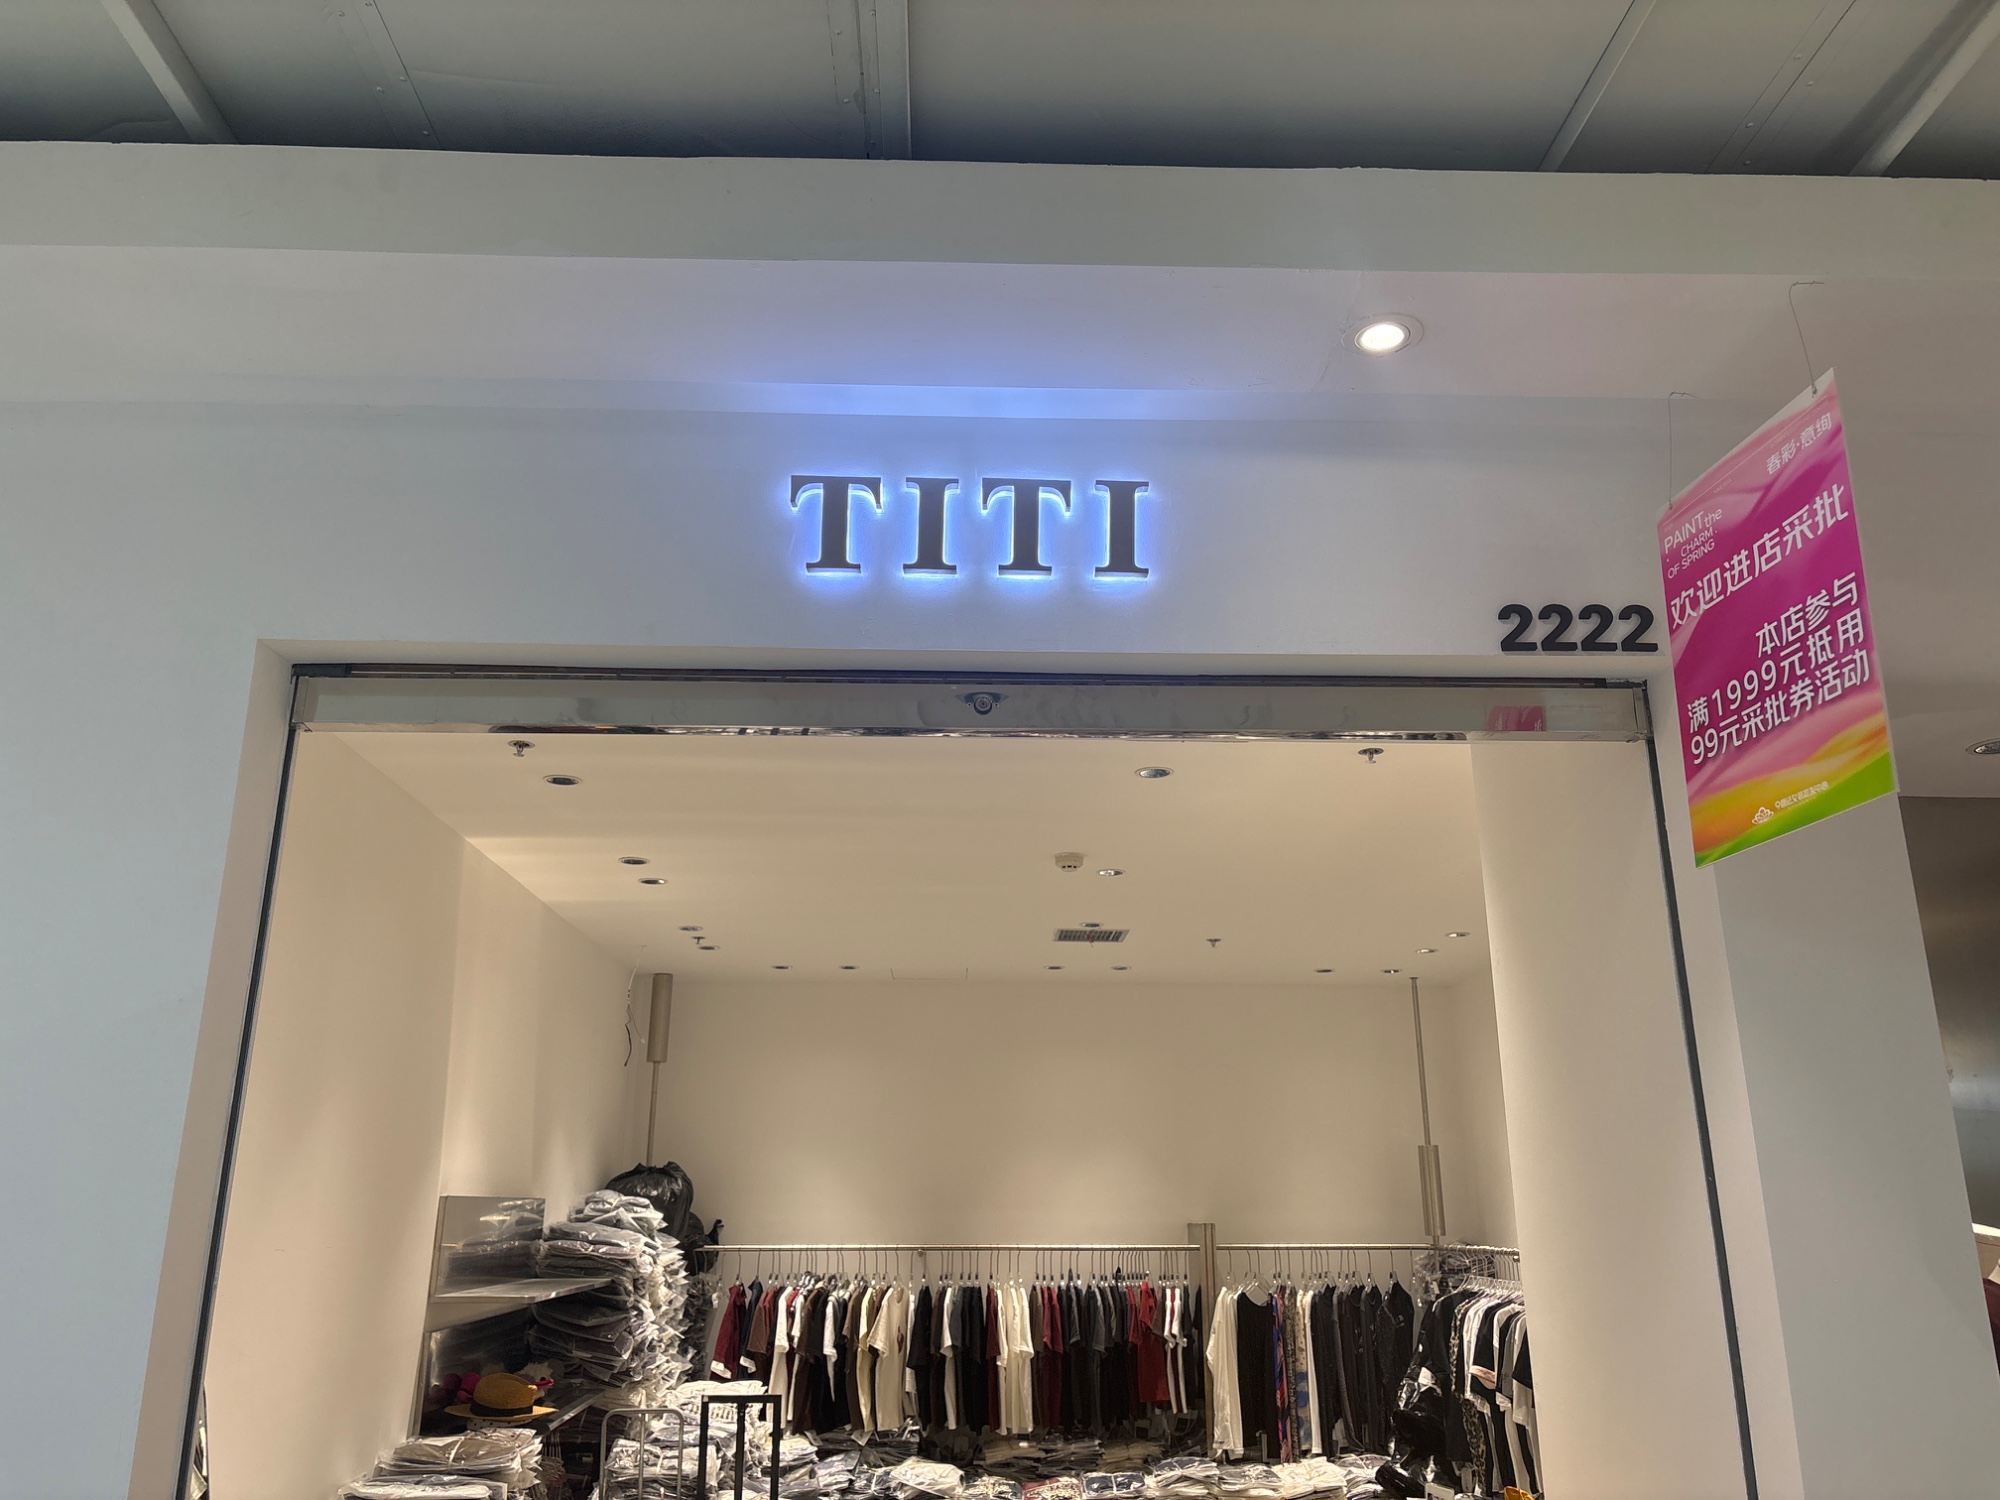 TITI
2222
春彩·意绚
PAINT the
CHARM
OF SPRING
欢迎进店采批
本店参与
满1999元抵用
99元采批券活动